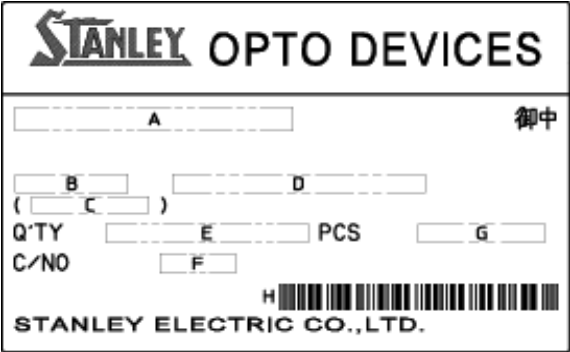 STANLEY OPTO DEVICES
A 御中
B D
( C )
Q'TY E PCS G
C/NO F
H
STANLEY ELECTRIC CO.,LTD.